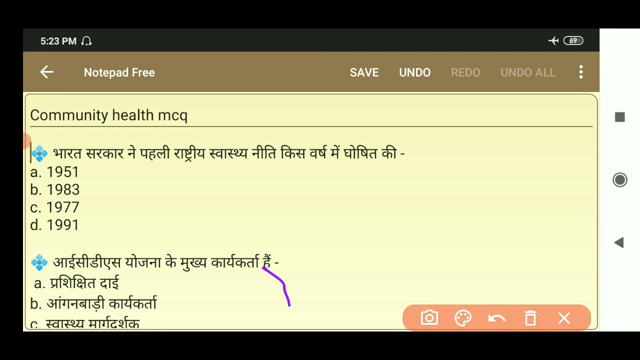 5:23 PM 69
Notepad Free SAVE UNDO REDO UNDO ALL
Community health mcq
भारत सरकार ने पहली राष्ट्रीय स्वास्थ्य नीति किस वर्ष में घोषित की -
a. 1951
b. 1983
c. 1977
d. 1991
आईसीडीएस योजना के मुख्य कार्यकर्ता हैं -
a. प्रशिक्षित दाई
b. आंगनबाड़ी कार्यकर्ता
c. स्वास्थ्य मार्गदर्शक